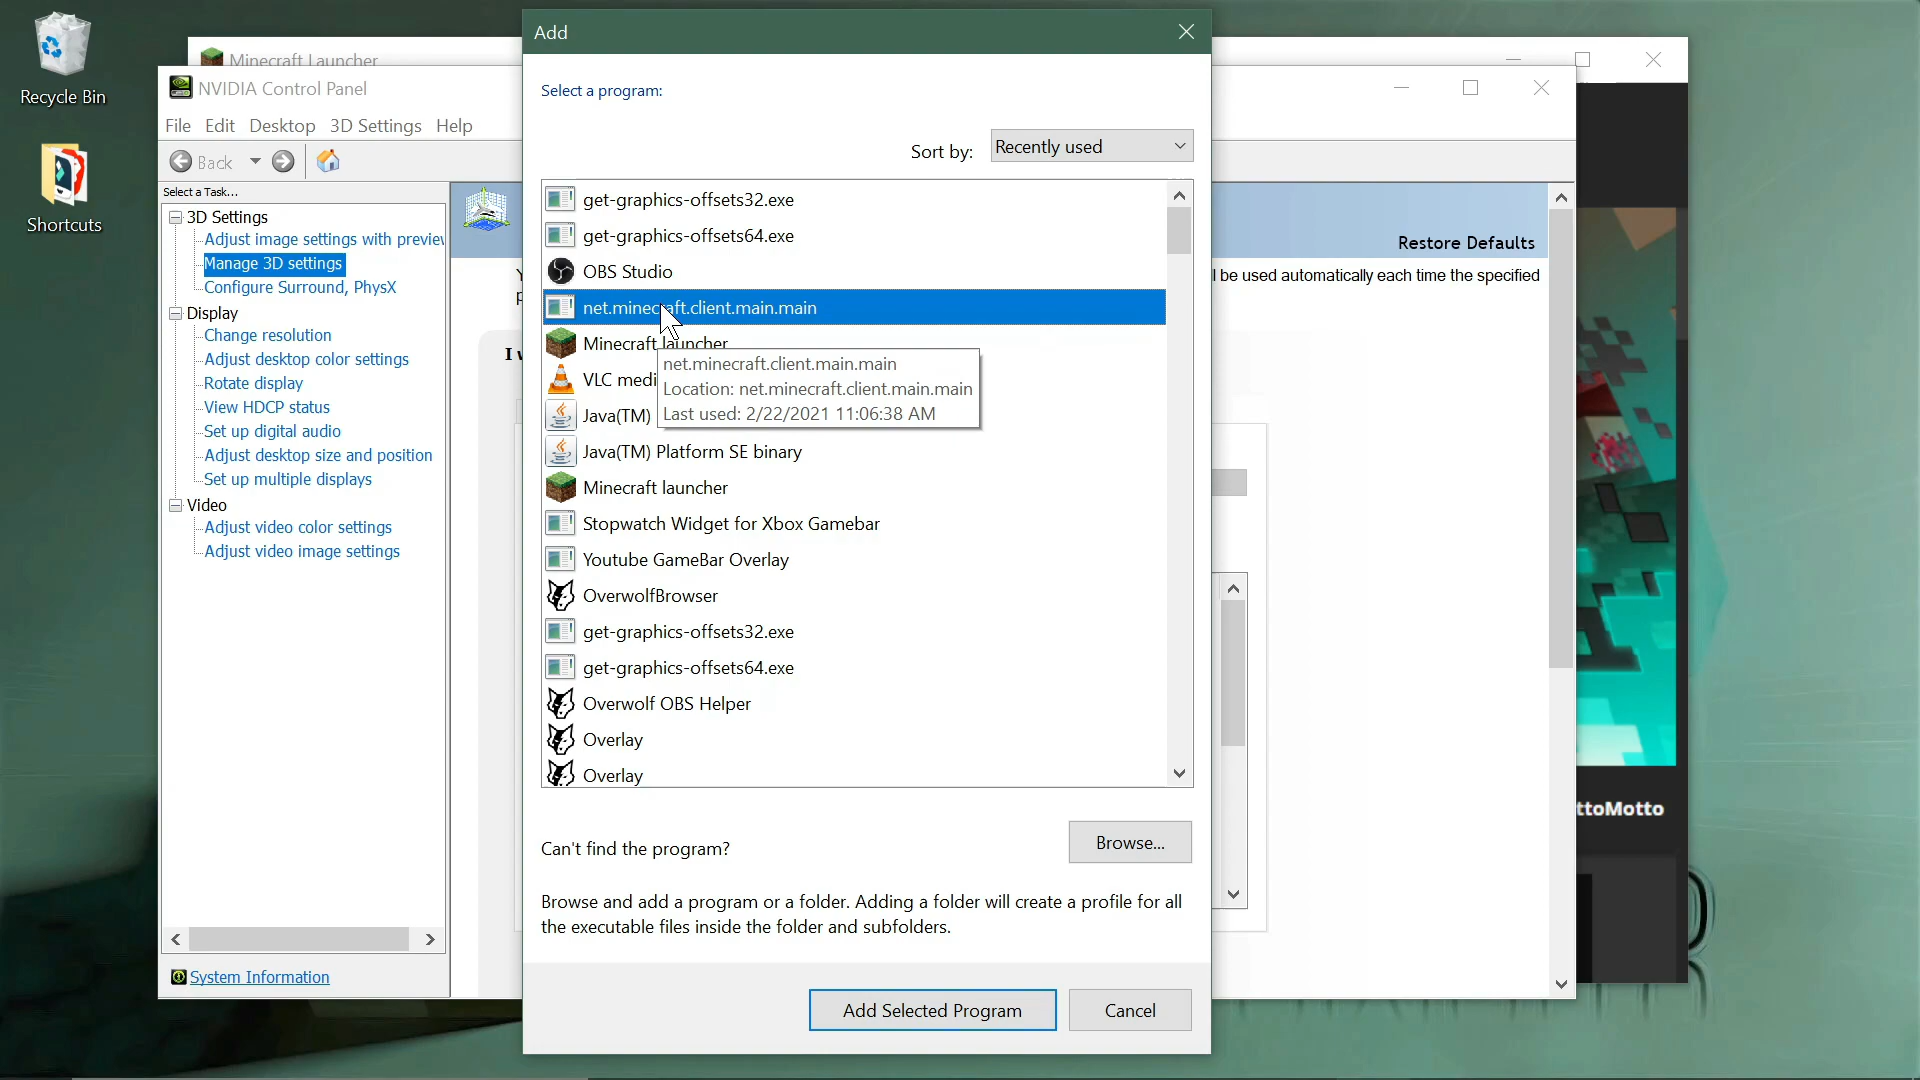 Recycle Bin
Shortcuts
Minecraft Launcher
NVIDIA Control Panel
File Edit Desktop 3D Settings Help
Back
Select a Task...
3D Settings
Adjust image settings with preview
Manage 3D settings
Configure Surround, PhysX
Display
Change resolution
Adjust desktop color settings
Rotate display
View HDCP status
Set up digital audio
Adjust desktop size and position
Set up multiple displays
Video
Adjust video color settings
Adjust video image settings
System Information
Add
Select a program:
Sort by: Recently used
get-graphics-offsets32.exe
get-graphics-offsets64.exe
OBS Studio
net.minecraft.client.main.main
Minecraft launcher
net.minecraft.client.main.main
Location: net.minecraft.client.main.main
Last used: 2/22/2021 11:06:38 AM
VLC medi
Java(TM)
Java(TM) Platform SE binary
Minecraft launcher
Stopwatch Widget for Xbox Gamebar
Youtube GameBar Overlay
OverwolfBrowser
get-graphics-offsets32.exe
get-graphics-offsets64.exe
Overwolf OBS Helper
Overlay
Overlay
Can't find the program?
Browse...
Browse and add a program or a folder. Adding a folder will create a profile for all
the executable files inside the folder and subfolders.
Add Selected Program
Cancel
Restore Defaults
l be used automatically each time the specified
I
ttoMotto